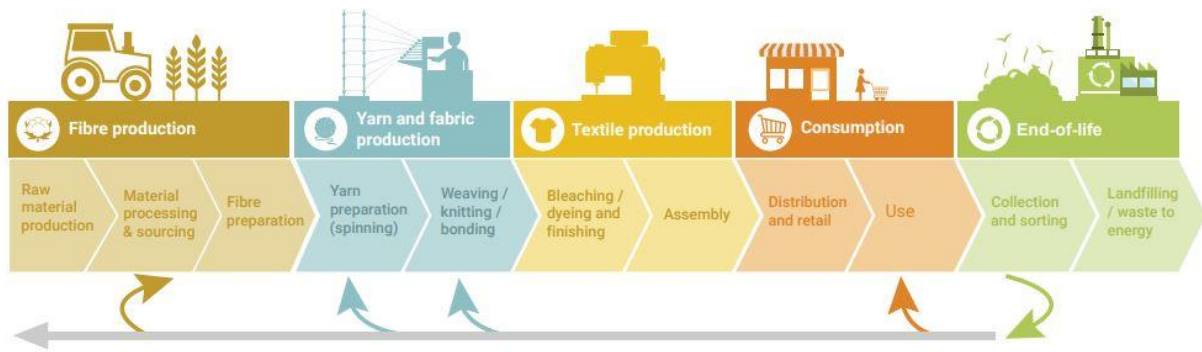 Fibre production
Yarn and fabric
production
Textile production
Consumption
End-of-life
Raw
material
production
Material
processing
& sourcing
Fibre
preparation
Yarn
preparation
(spinning)
Weaving /
knitting /
bonding
Bleaching /
dyeing and
finishing
Assembly
Distribution
and retail
Use
Collection
and sorting
Landfilling
/ waste to
energy